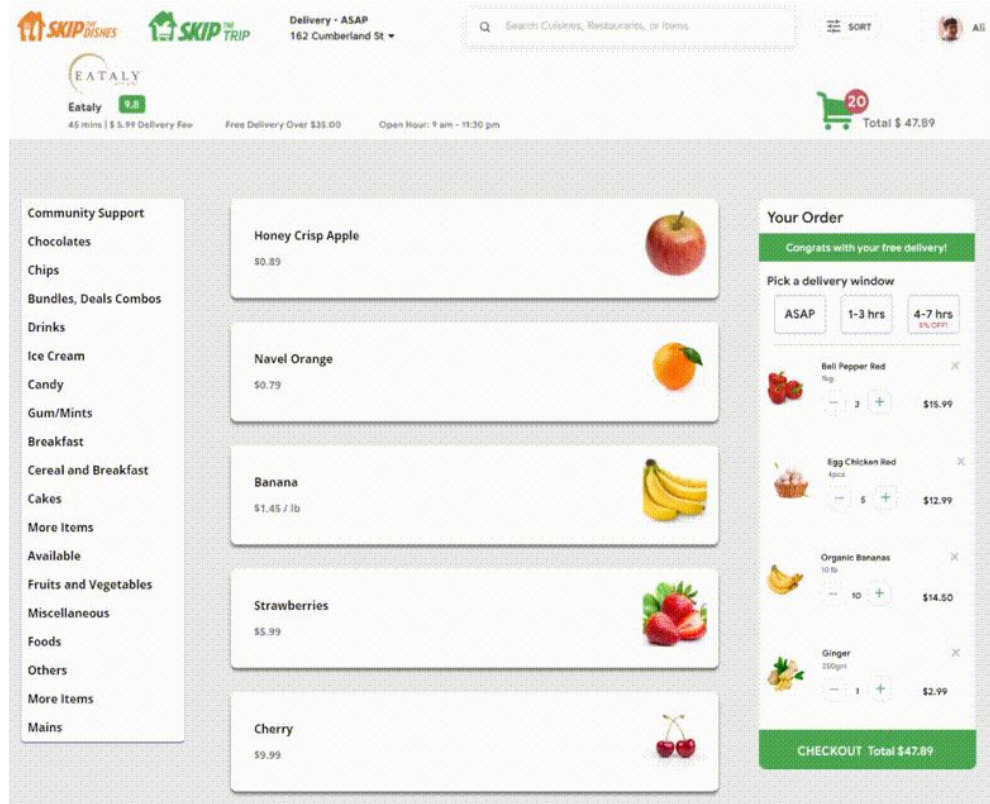 SKIP THE DISHES
SKIP THE TRIP
Delivery - ASAP
162 Cumberland St
Search Cuisines, Restaurants, or Items
SORT
Ali
EATALY
Eataly 9.8
45 mins | $ 5.99 Delivery Fee Free Delivery Over $35.00 Open Hour: 9 am - 11:30 pm
20
Total $ 47.89
Community Support
Chocolates
Chips
Bundles, Deals Combos
Drinks
Ice Cream
Candy
Gum/Mints
Breakfast
Cereal and Breakfast
Cakes
More Items
Available
Fruits and Vegetables
Miscellaneous
Foods
Others
More Items
Mains
Honey Crisp Apple
$0.89
Navel Orange
$0.79
Banana
$1.45 / lb
Strawberries
$5.99
Cherry
$9.99
Your Order
Congrats with your free delivery!
Pick a delivery window
ASAP
1-3 hrs
4-7 hrs
5% OFF!
Bell Pepper Red
1kg
3 $15.99
Egg Chicken Red
4pcs
5 $12.99
Organic Bananas
10 lb
10 $14.50
Ginger
250gm
1 $2.99
CHECKOUT Total $47.89